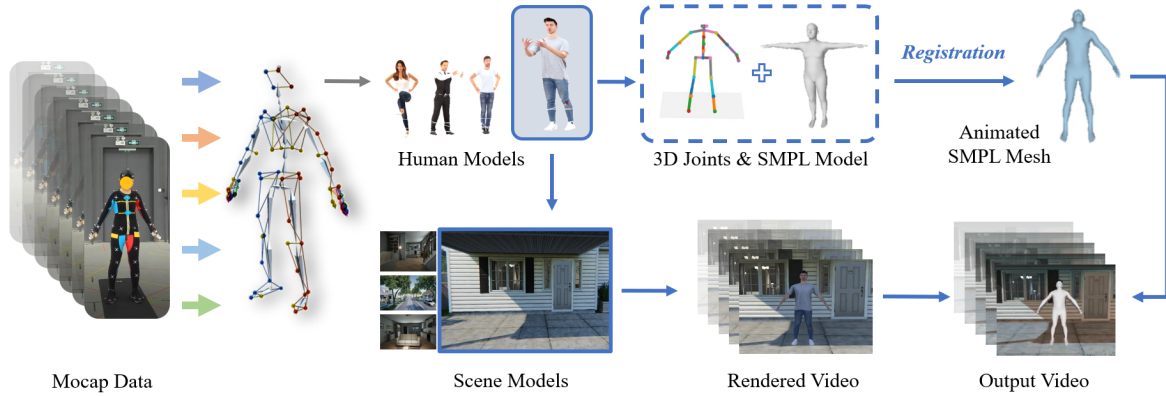 Registration
Human Models
3D Joints & SMPL Model
Animated
SMPL Mesh
Mocap Data
Scene Models
Rendered Video
Output Video